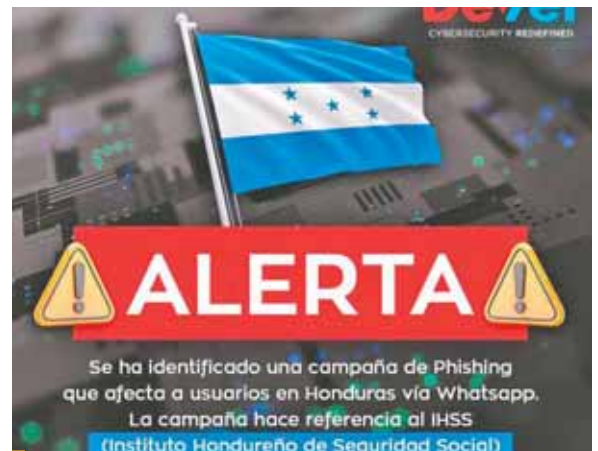 CYBERSECURITY REDEFINED
ALERTA
Se ha identificado una campaña de Phishing
que afecta a usuarios en Honduras vía Whatsapp.
La campaña hace referencia al IHSS
(Instituto Hondureño de Seguridad Social)